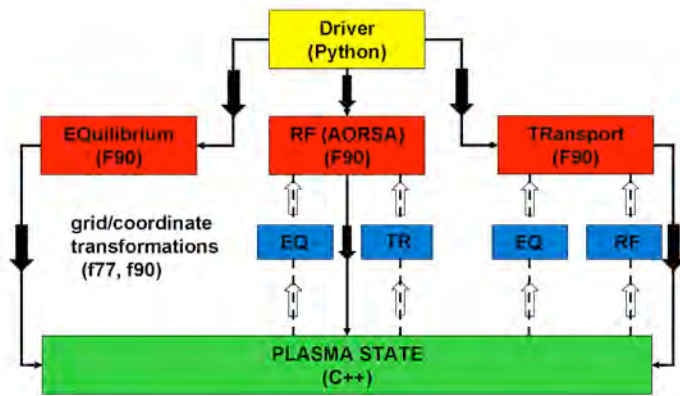 Driver
(Python)
EQuilibrium
(F90)
RF (AORSA)
(F90)
TRansport
(F90)
grid/coordinate
transformations
(f77, f90)
EQ
TR
EQ
RF
PLASMA STATE
(C++)